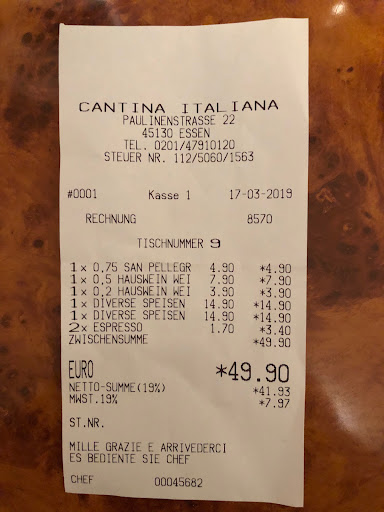 CANTINA ITALIANA
PAULINENSTRASSE 22
45130 ESSEN
TEL. 0201/47910120
STEUER NR. 112/5060/1563
#0001 Kasse 1 17-03-2019
RECHNUNG 8570
TISCHNUMMER 9
1x 0,75 SAN PELLEGR 4.90 *4.90
1x 0,5 HAUSWEIN WEI 7.90 *7.90
1x 0,2 HAUSWEIN WEI 3.90 *3.90
1x DIVERSE SPEISEN 14.90 *14.90
1x DIVERSE SPEISEN 14.90 *14.90
2x ESPRESSO 1.70 *3.40
ZWISCHENSUMME *49.90
EURO *49.90
NETTO-SUMME(19%) *41.93
MWST.19% *7.97
ST.NR.
MILLE GRAZIE E ARRIVEDERCI
ES BEDIENTE SIE CHEF
CHEF 00045682